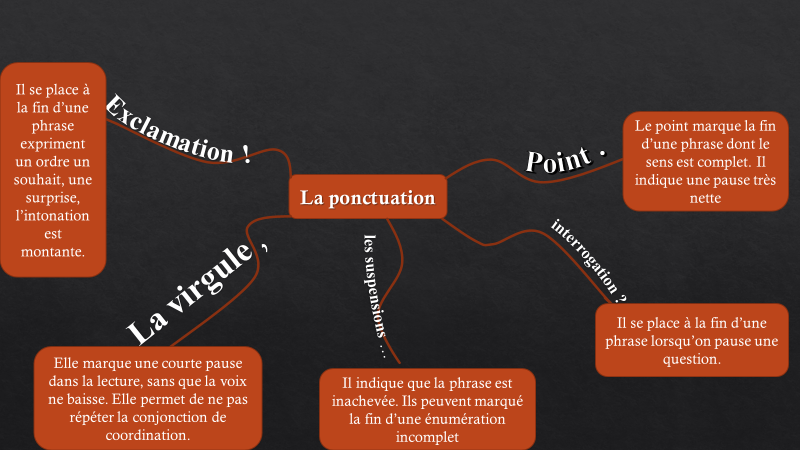 La ponctuation
Exclamation !
Il se place à
la fin d’une
phrase
expriment
un ordre un
souhait, une
surprise,
l’intonation
est
montante.
Point .
Le point marque la fin
d’une phrase dont le
sens est complet. Il
indique une pause très
nette
La virgule ,
Elle marque une courte pause
dans la lecture, sans que la voix
ne baisse. Elle permet de ne pas
répéter la conjonction de
coordination.
les suspensions …
Il indique que la phrase est
inachevée. Ils peuvent marqué
la fin d’une énumération
incomplet
interrogation ?
Il se place à la fin d’une
phrase lorsqu’on pause une
question.